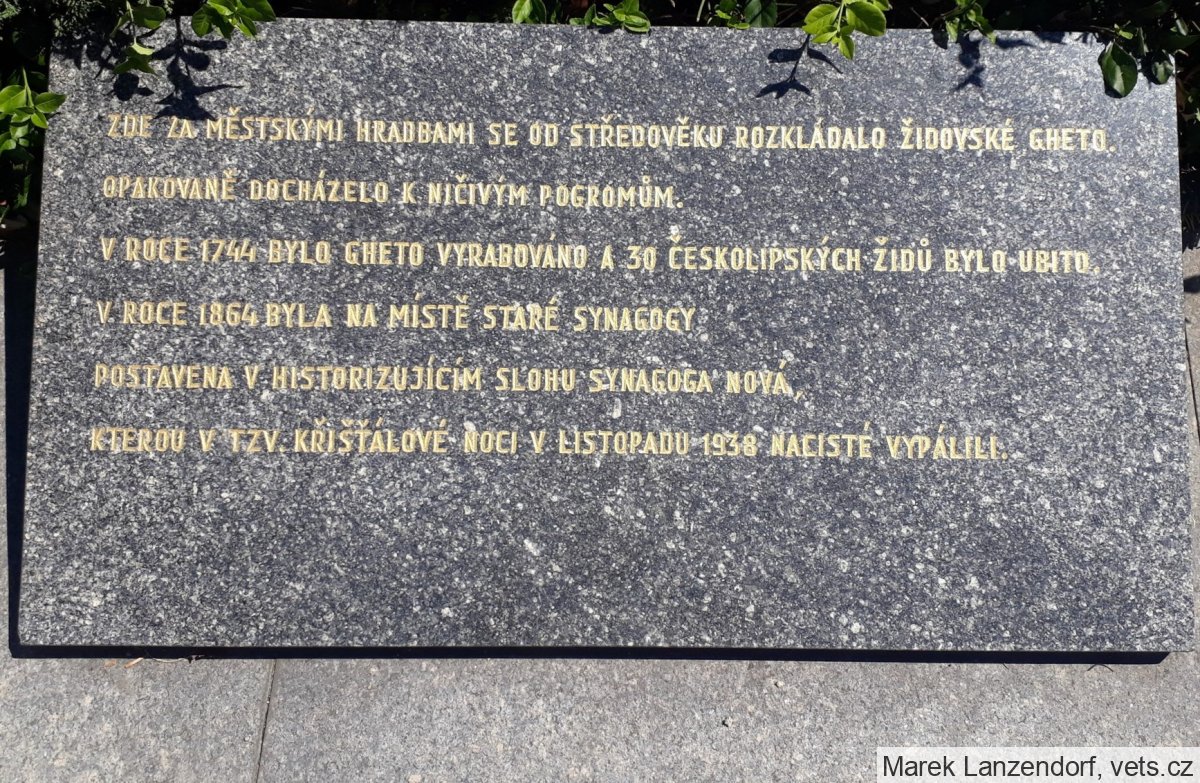 ZDE ZA MĚSTSKÝMI HRADBAMI SE OD STŘEDOVĚKU ROZKLÁDALO ŽIDOVSKÉ GHETO.
OPAKOVANĚ DOCHÁZELO K NIČIVÝM POGROMŮM.
V ROCE 1744 BYLO GHETO VYRABOVÁNO A 30 ČESKOLIPSKÝCH ŽIDŮ BYLO UBITO.
V ROCE 1864 BYLA NA MÍSTĚ STARÉ SYNAGOGY
POSTAVENA V HISTORIZUJÍCÍM SLOHU SYNAGOGA NOVÁ,
KTEROU V TZV. KŘIŠŤÁLOVÉ NOCI V LISTOPADU 1938 NACISTÉ VYPÁLILI.
Marek Lanzendorf, vets.cz